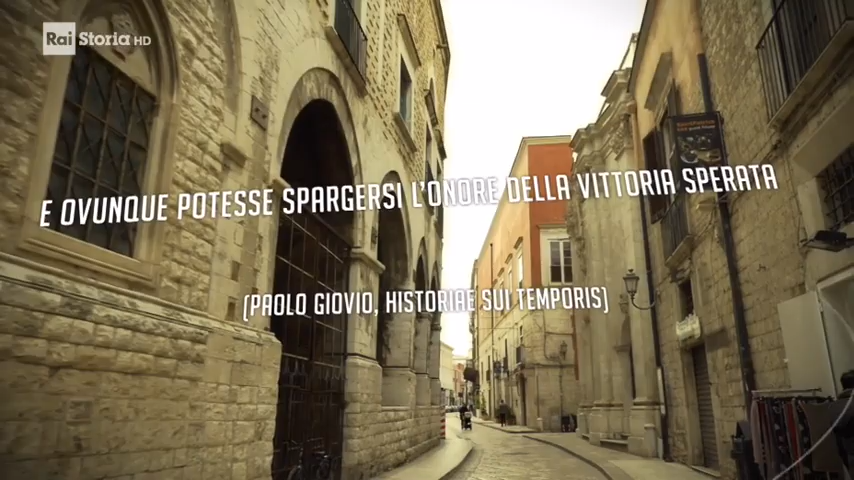 Rai Storia HD
E OVUNQUE POTESSE SPARGERSI L'ONORE DELLA VITTORIA SPERATA
(PAOLO GIOVIO, HISTORIAE SUI TEMPORIS)